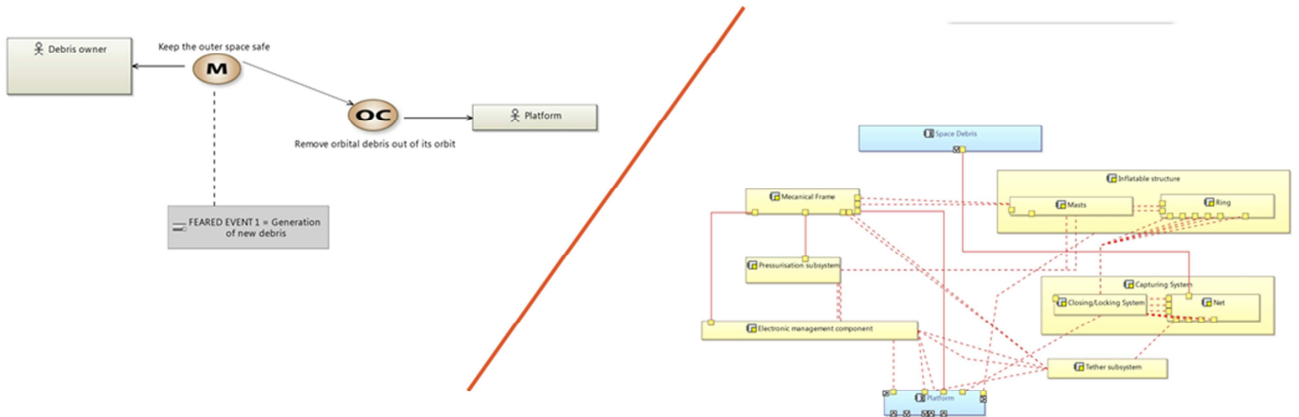 Debris owner
Keep the outer space safe
M
OC
Platform
Remove orbital debris out of its orbit
FEARED EVENT 1 = Generation
of new debris
Space Debris
Inflatable structure
Mecanical Frame
Masts
Ring
Pressurisation subsystem
Capturing System
Closing/Locking System
Net
Electronic management component
Tether subsystem
Platform